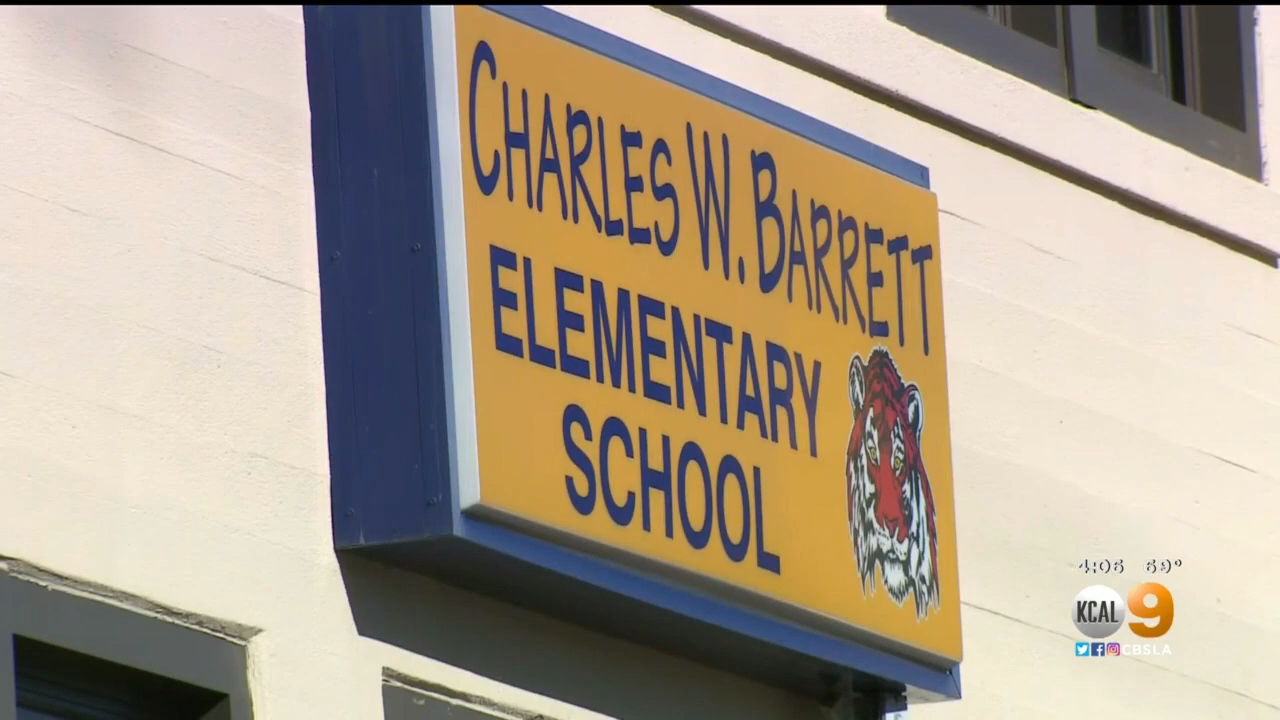 CHARLES W. BARRETT
ELEMENTARY
SCHOOL
4:06 69°
KCAL 9
CBSLA